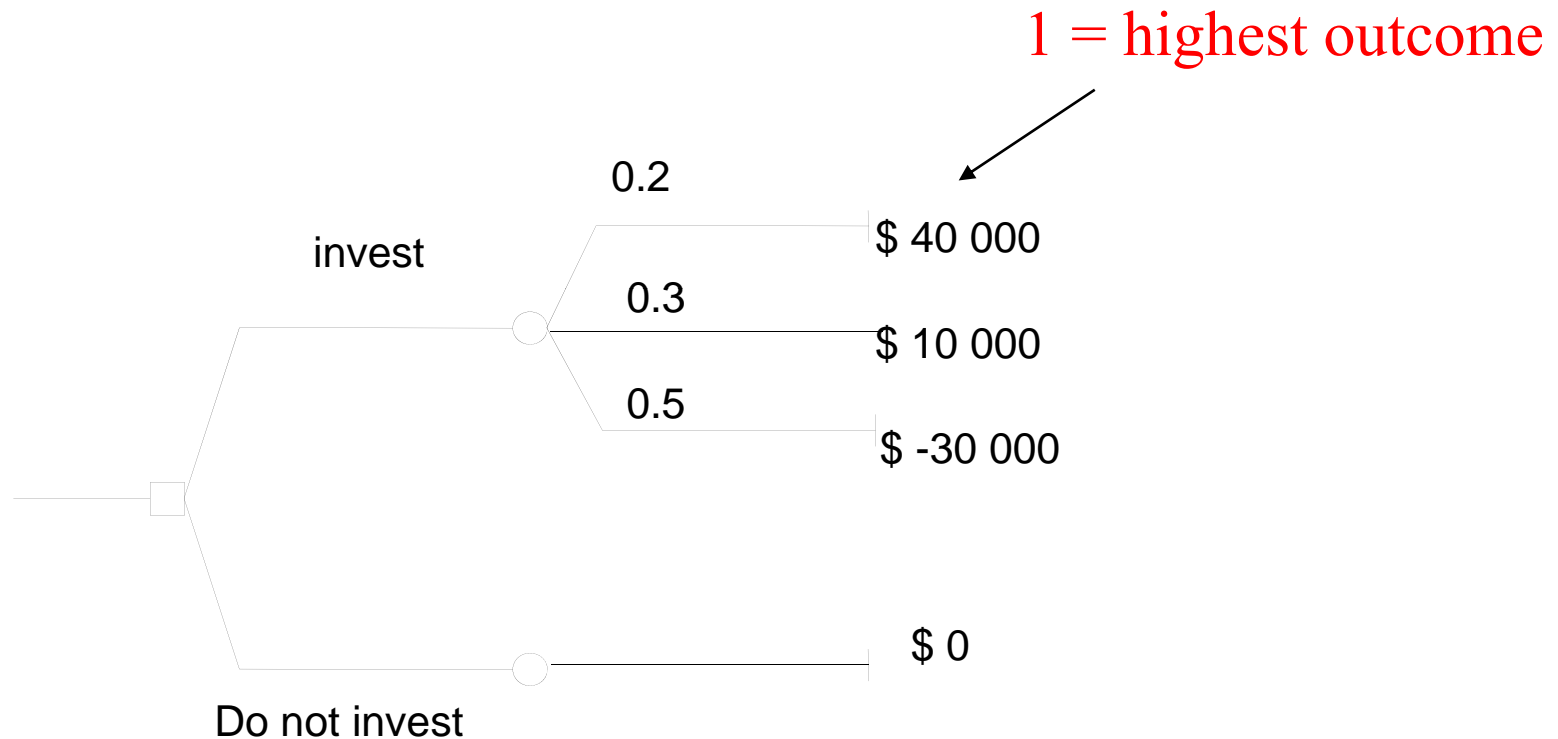 1 = highest outcome
0.2
$ 40 000
invest
0.3
$ 10 000
0.5
$ -30 000
$ 0
Do not invest